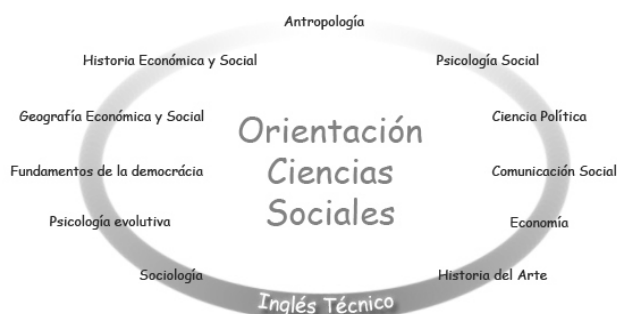 Antropología
Historia Económica y Social
Psicología Social
Geografía Económica y Social
Ciencia Política
Orientación
Ciencias
Sociales
Fundamentos de la democrácia
Comunicación Social
Psicología evolutiva
Economía
Sociología
Historia del Arte
Inglés Técnico